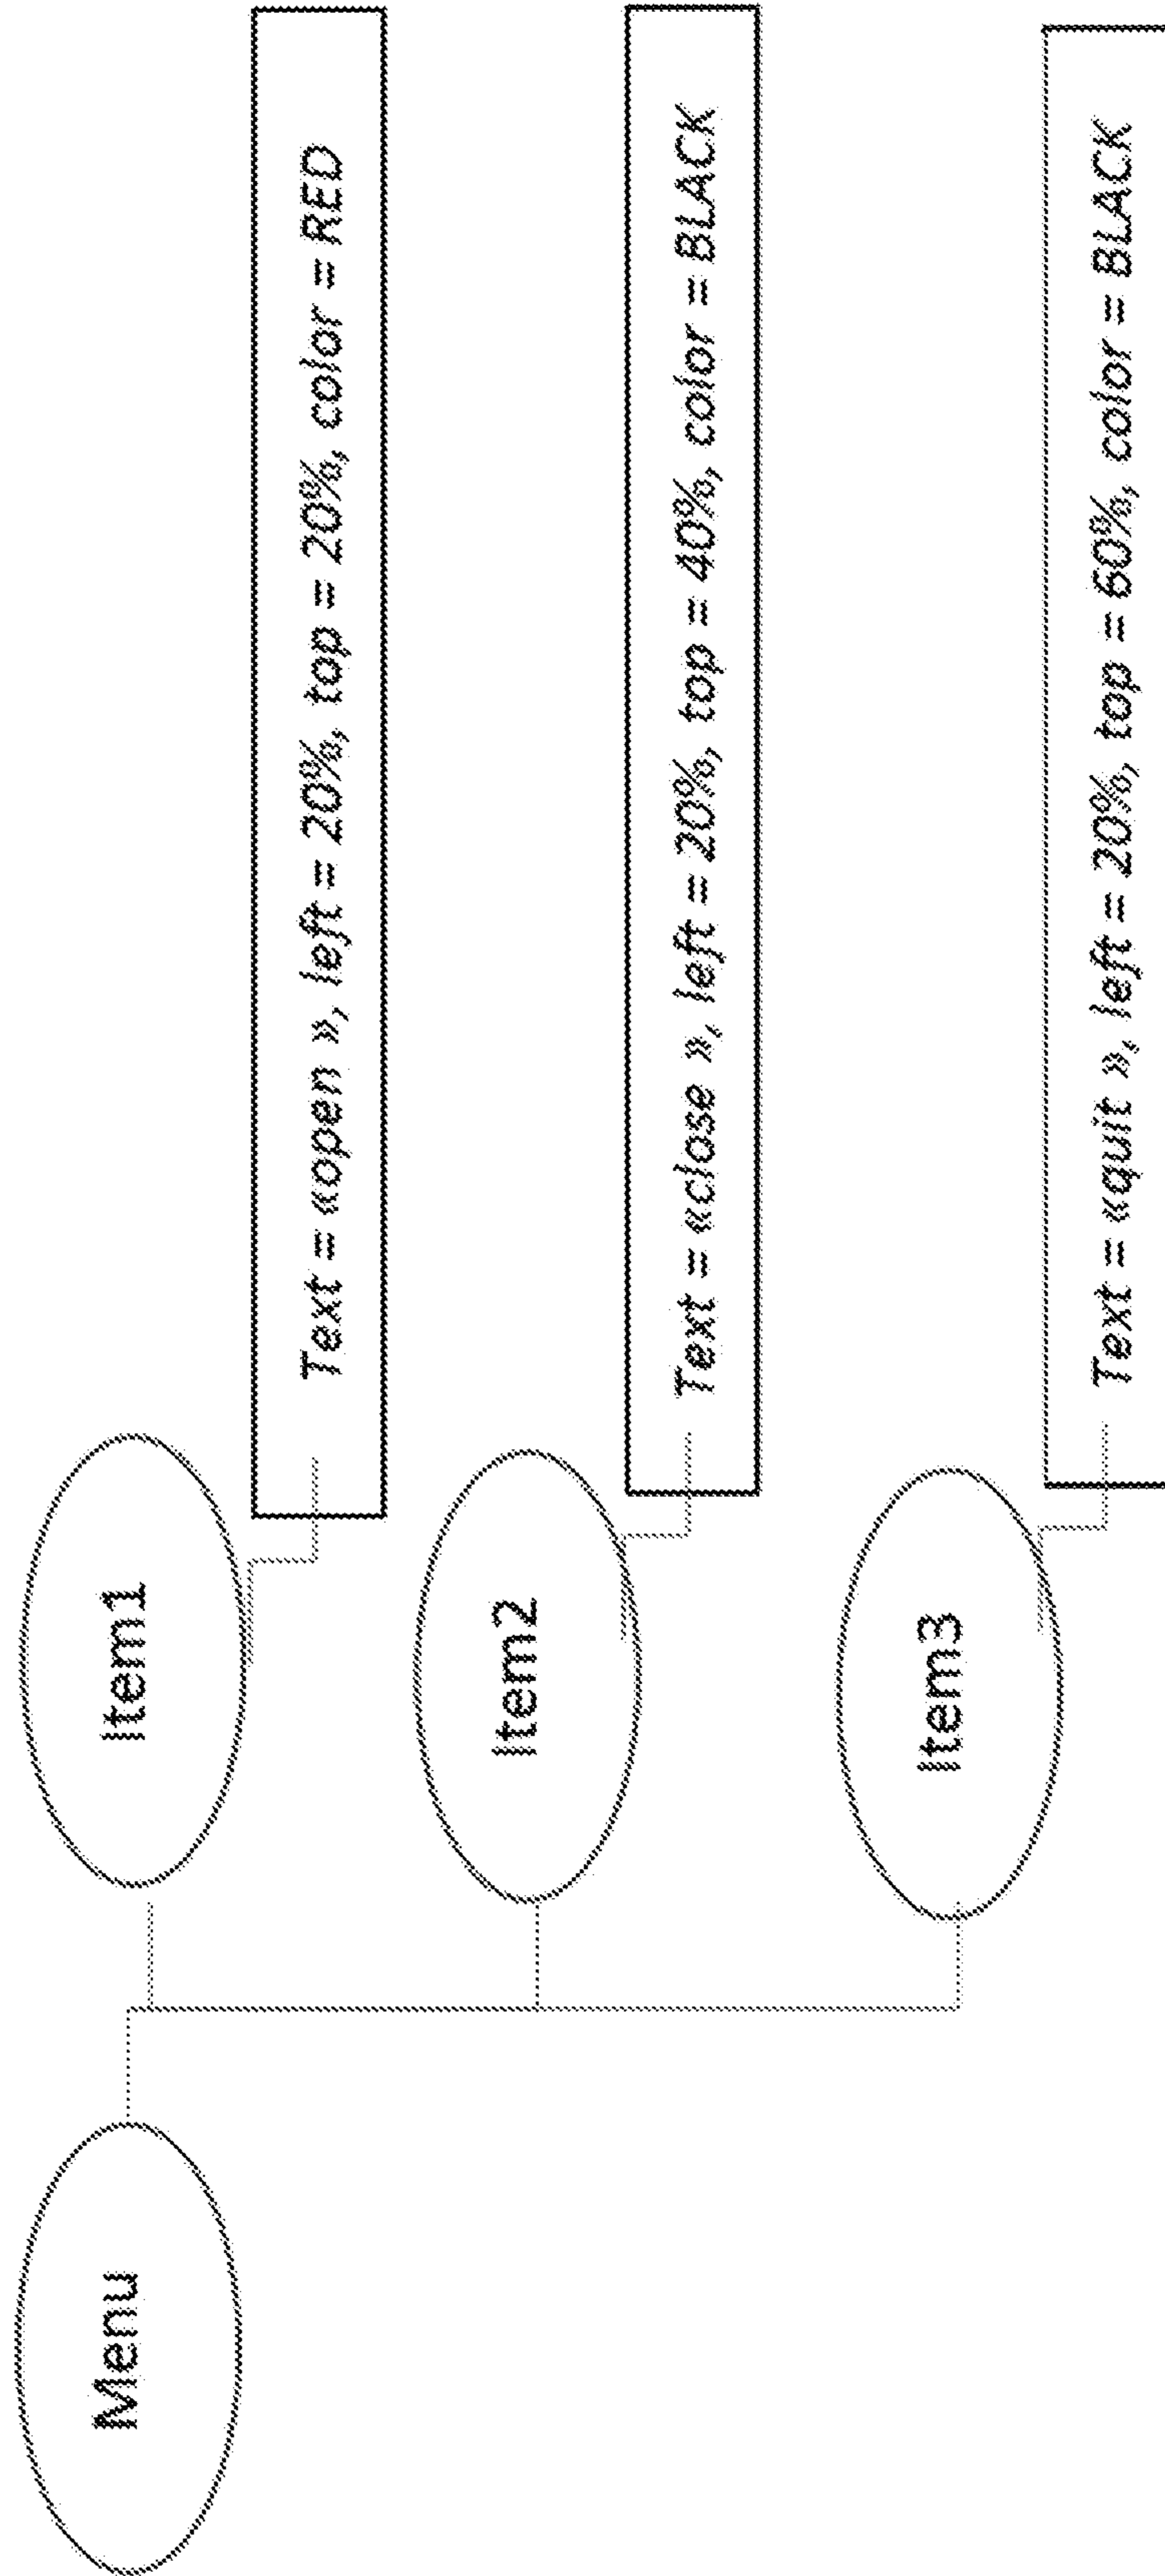 Menu
Item1
Text = «open », left = 20%, top = 20%, color = RED
Item2
Text = «close », left = 20%, top = 40%, color = BLACK
Item3
Text = «quit », left = 20%, top = 60%, color = BLACK